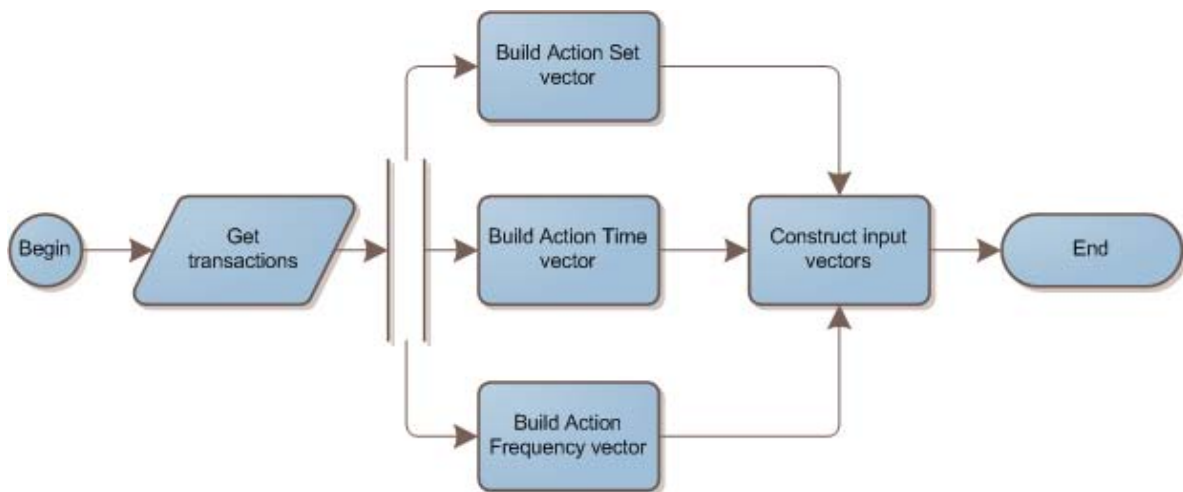 Build Action Set
vector
Begin
Get
transactions
Build Action Time
vector
Construct input
vectors
End
Build Action
Frequency vector